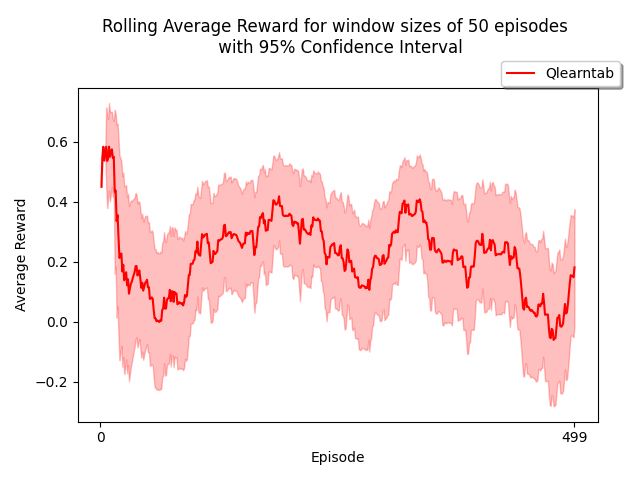 Rolling Average Reward for window sizes of 50 episodes
with 95% Confidence Interval
Qlearntab
Average Reward
0.6
0.4
0.2
0.0
−0.2
0
499
Episode